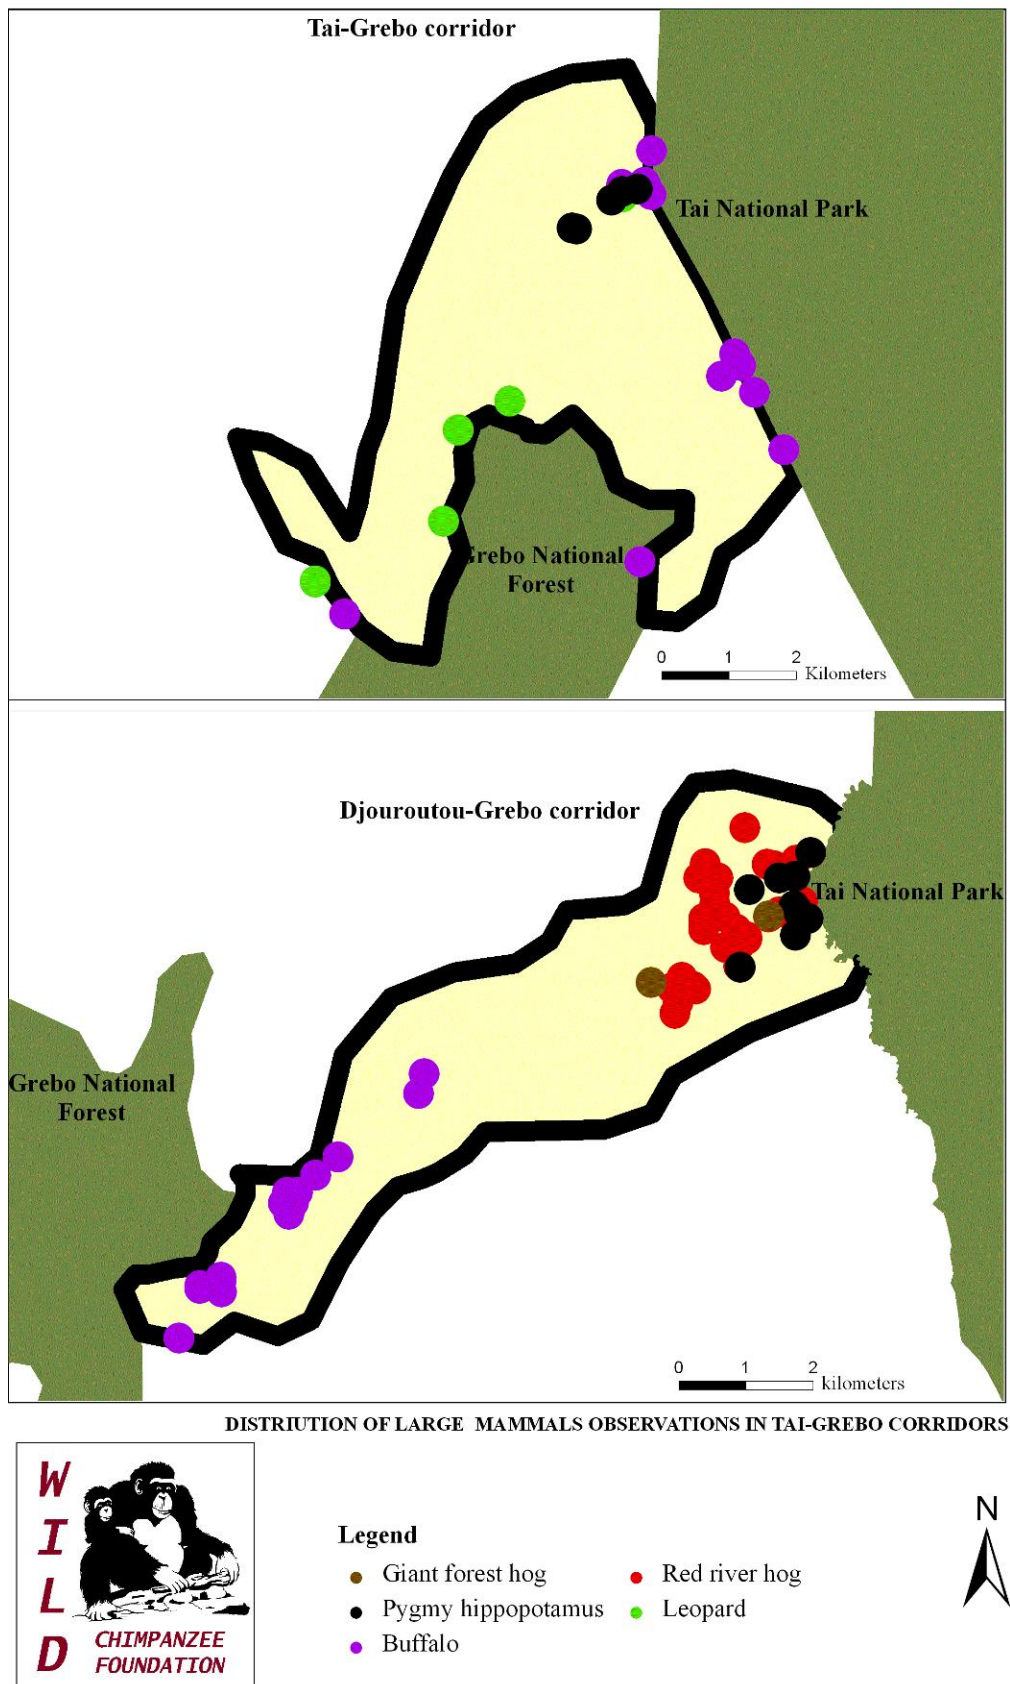 Tai-Grebo corridor
Tai National Park
Grebo National
Forest
0 1 2
Kilometers
Djouroutou-Grebo corridor
Tai National Park
Grebo National
Forest
0 1 2
kilometers
DISTRIUTION OF LARGE MAMMALS OBSERVATIONS IN TAI-GREBO CORRIDORS
WILD
CHIMPANZEE
FOUNDATION
Legend
Giant forest hog
Red river hog
Pygmy hippopotamus
Leopard
Buffalo
N